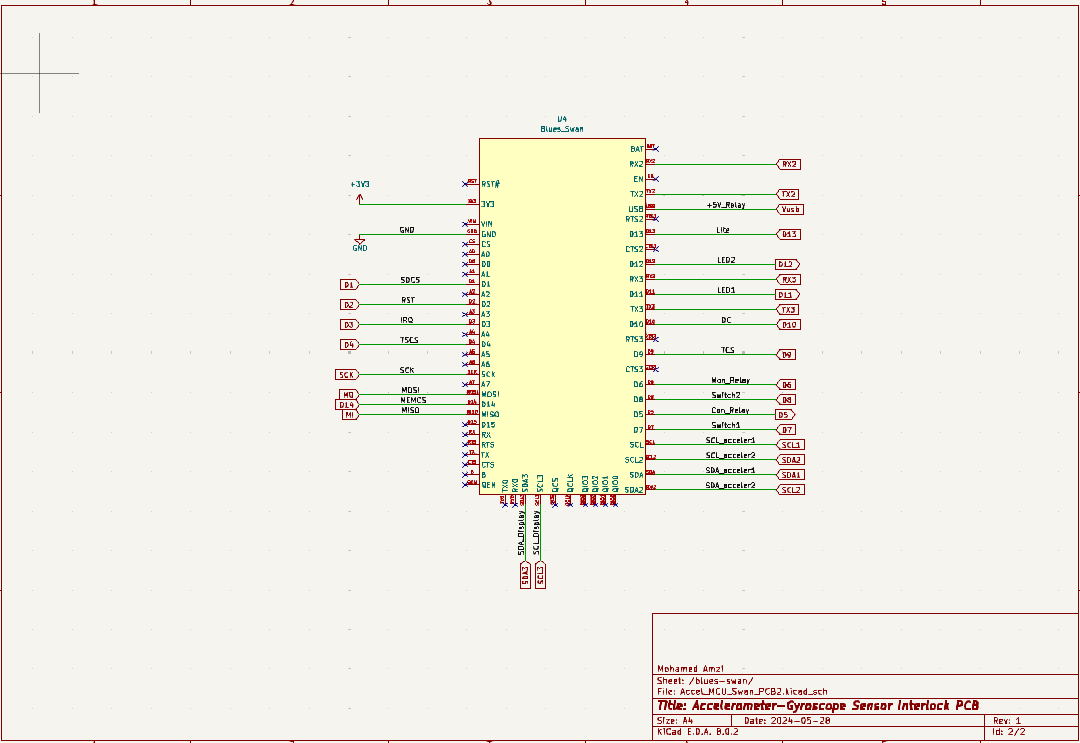 1 2 3 4 5
U4
Blues_Swan
BAT
RX2 RX2
EN
TX2 TX2
USB +5V_Relay Vusb
RTS2
D13 Lite D13
CTS2
D12 LED2 D12
RX3 RX3
D11 LED1 D11
TX3 TX3
D10 DC D10
RTS3
D9 TCS D9
CTS3
D6 Mon_Relay D6
D8 Switch2 D8
D5 Con_Relay D5
D7 Switch1 D7
SCL SCL_acceler1 SCL1
SCL2 SCL_acceler2 SDA2
SDA SDA_acceler1 SDA1
SDA2 SDA_acceler2 SCL2
RST#
+3V3
3V3
VIN
GND GND
GND
CS
A0
D0
A1
D1 SDCS D1
A2
D2 RST D2
A3
D3 IRQ D3
A4
D4 TSCS D4
A5
A6
SCK SCK SCK
A7
MO MOSI MOSI
D14 MEMCS D14
MI MISO MISO
D15
RX
RTS
TX
CTS
B
QEN
TXQ RXQ SDA3 SCL3 QCS QCLK QIO3 QIO2 QIO1 QIO0
SDA_Display SCL_Display
SDA3 SCL3
Mohamed Amzi
Sheet: /blues-swan/
File: Accel_MCU_Swan_PCB2.kicad_sch
Title: Accelerometer-Gyroscope Sensor Interlock PCB
Size: A4 Date: 2024-05-28 Rev: 1
KiCad E.D.A. 8.0.2 Id: 2/2